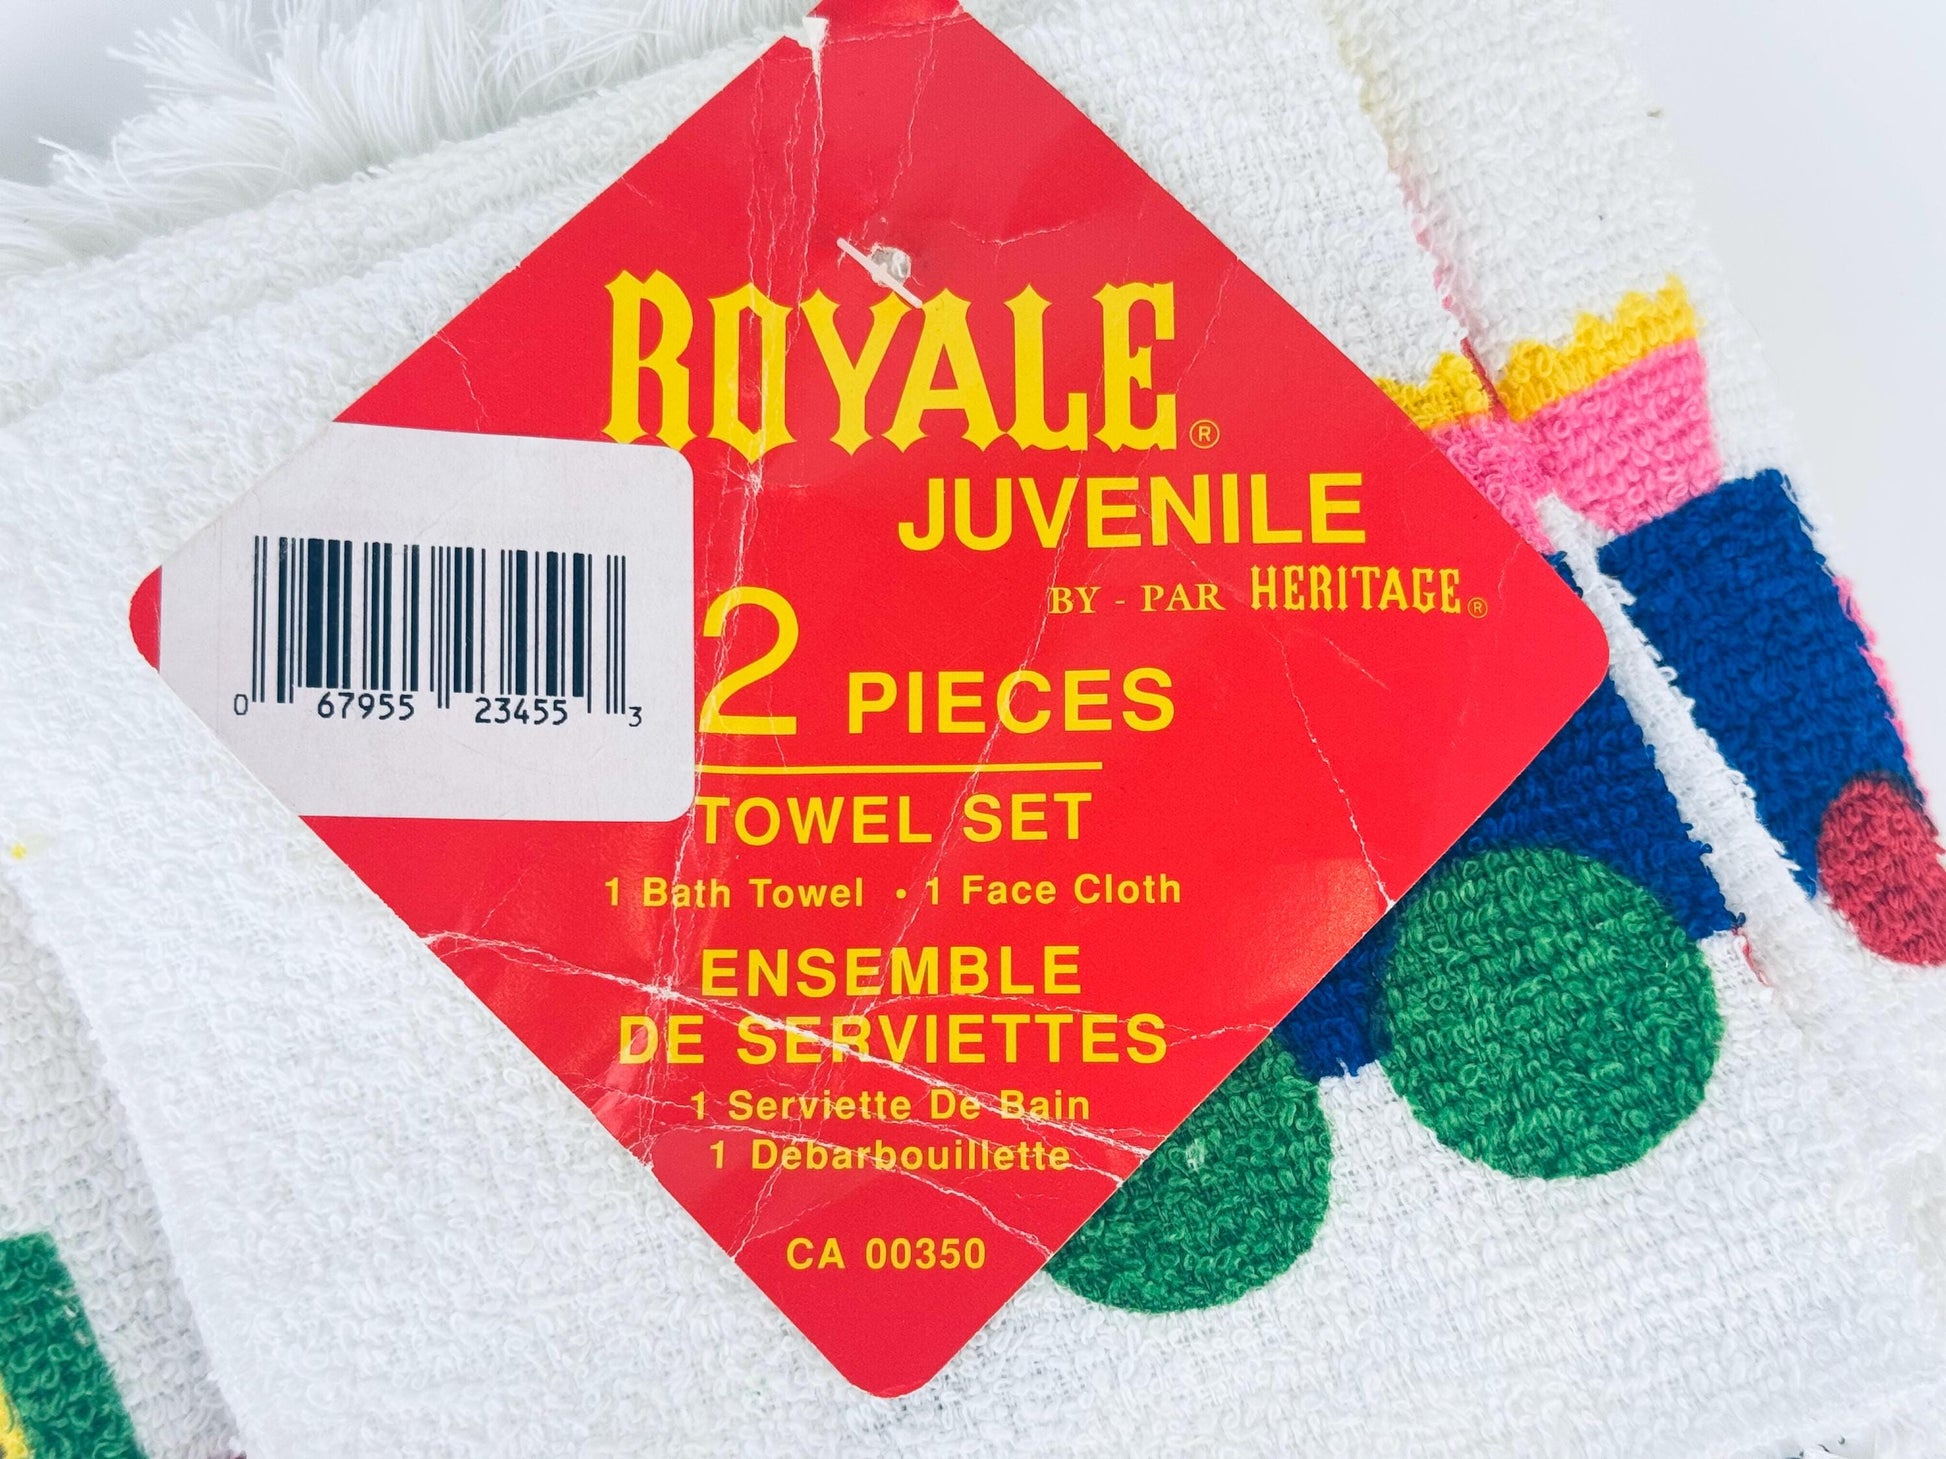 ROYALE®
JUVENILE
BY - PAR HERITAGE®
2 PIECES
TOWEL SET
1 Bath Towel • 1 Face Cloth
ENSEMBLE
DE SERVIETTES
1 Serviette De Bain
1 Débarbouillette
CA 00350
0 67955 23455 3